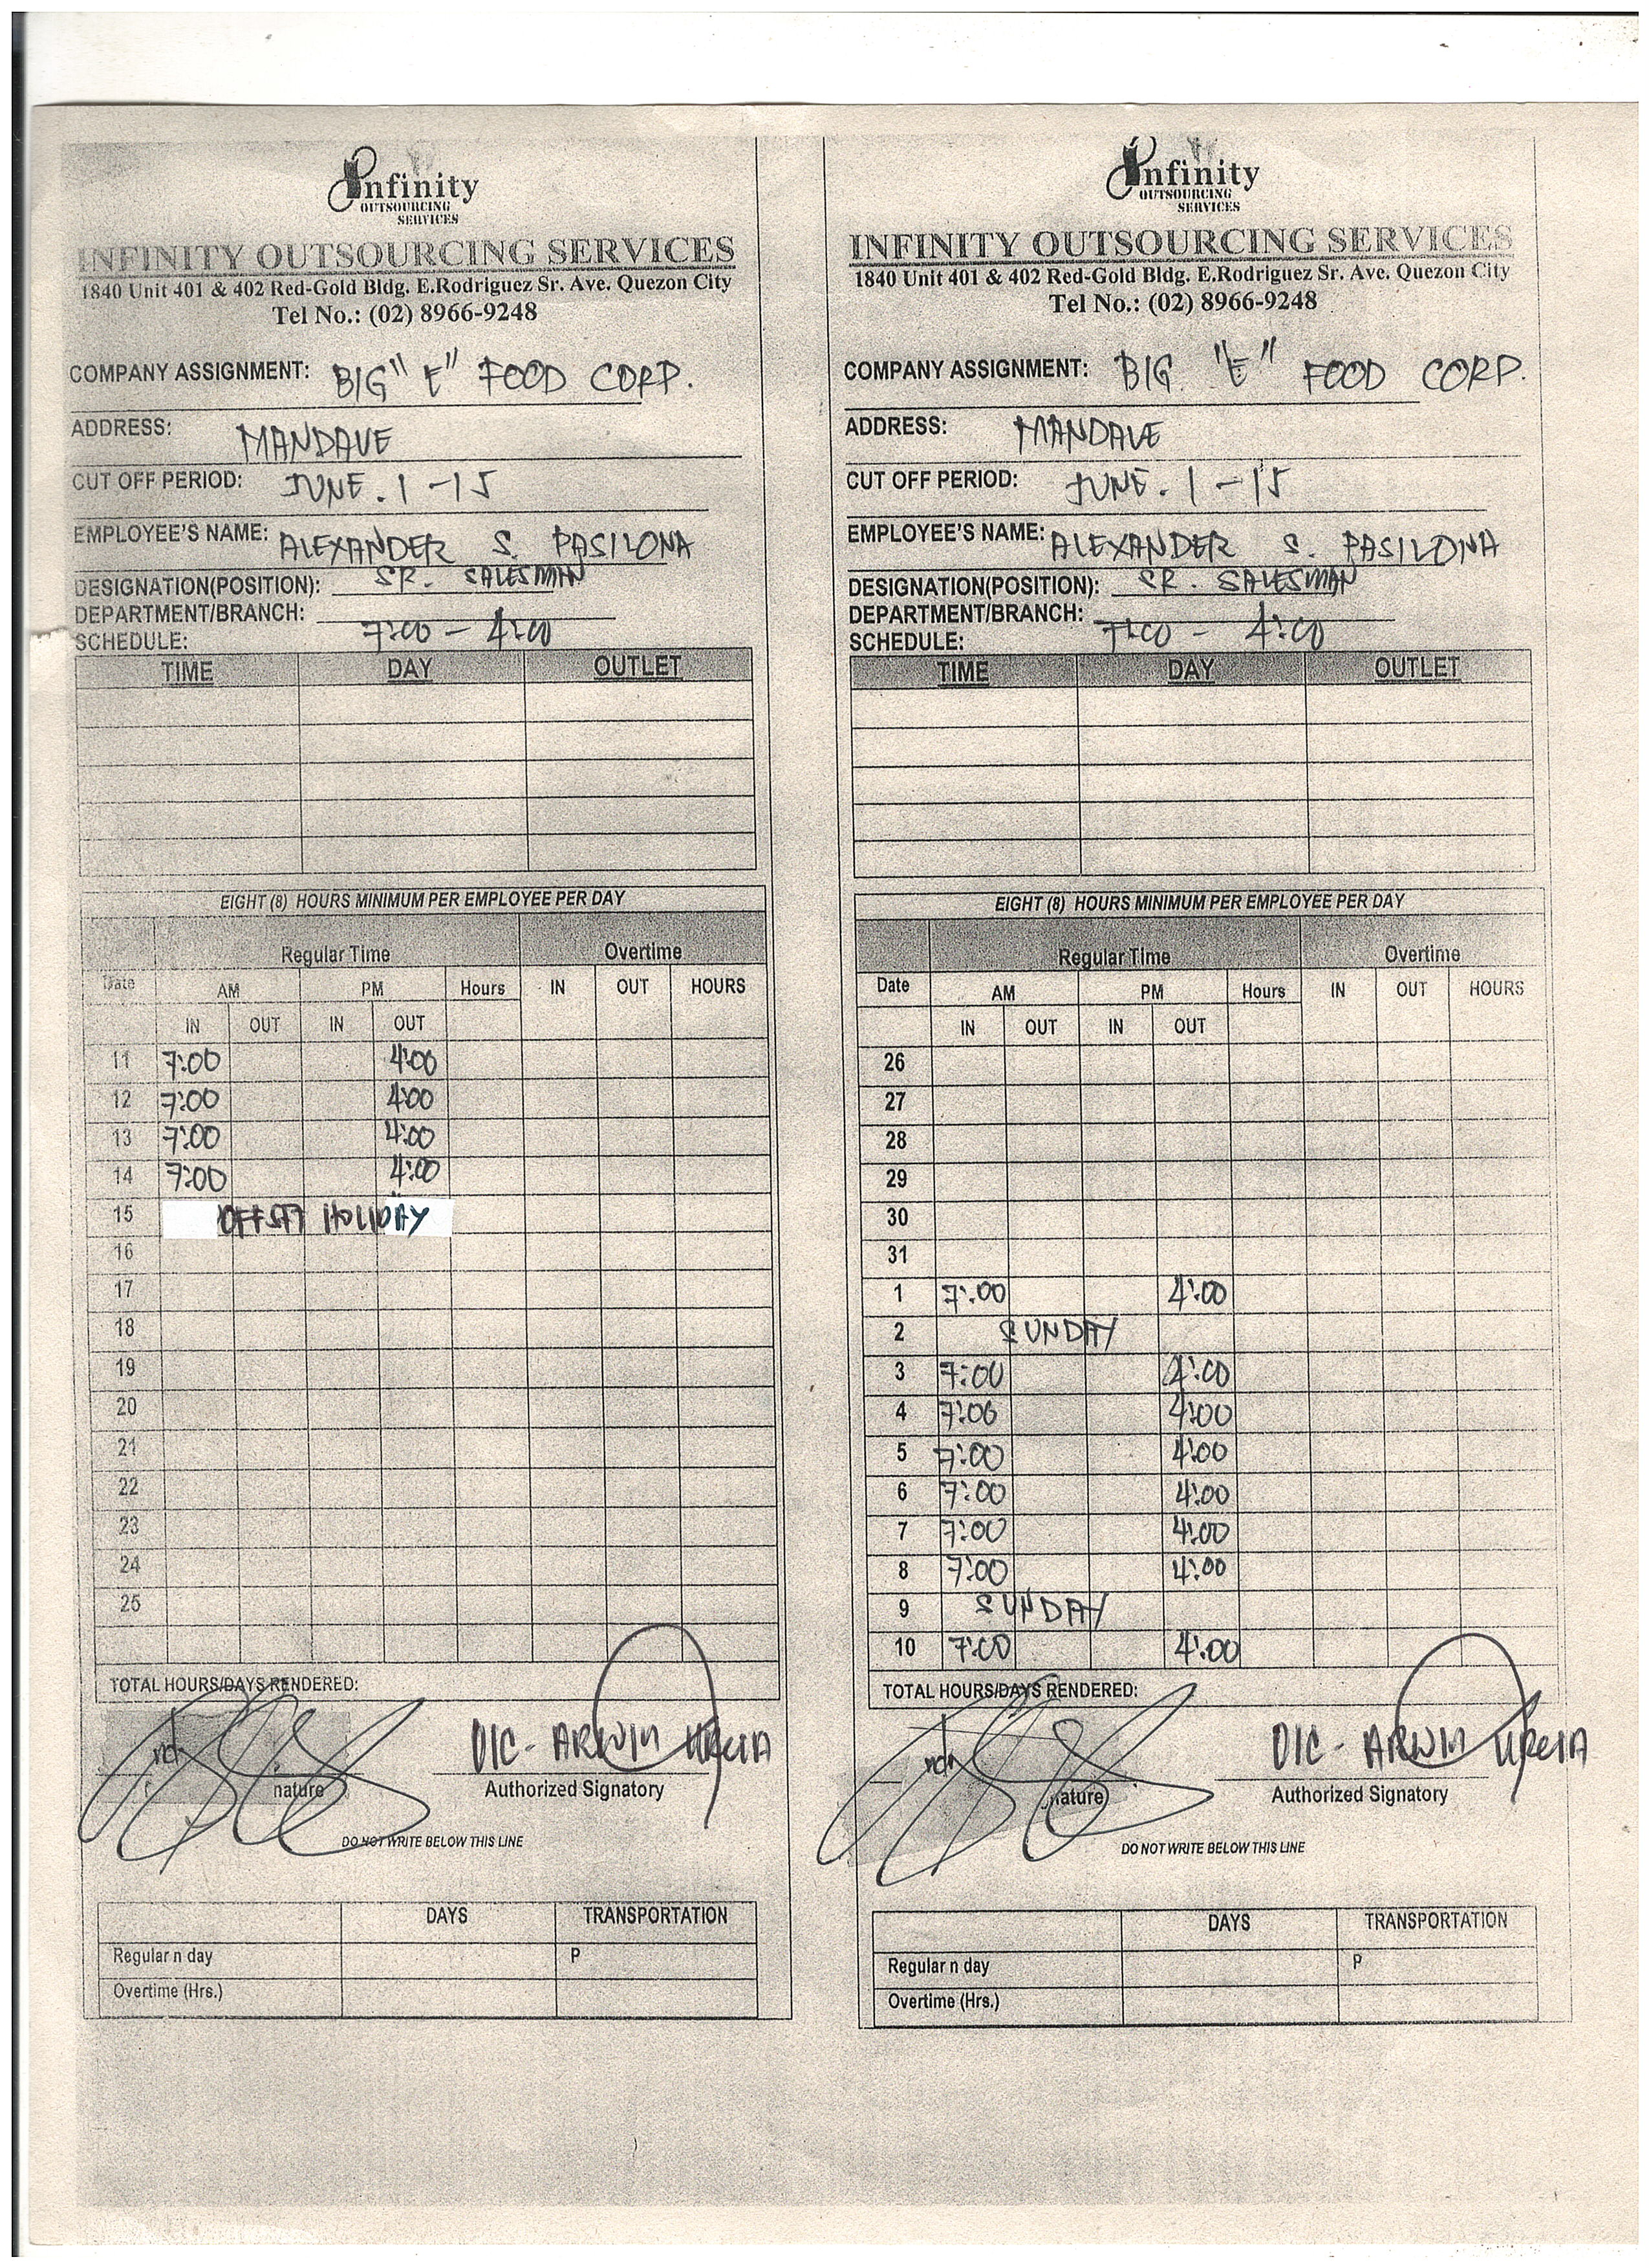 Infinity
OUTSOURCING
SERVICES
INFINITY OUTSOURCING SERVICES
1840 Unit 401 & 402 Red-Gold Bldg. E.Rodriguez Sr. Ave. Quezon City
Tel No.: (02) 8966-9248
COMPANY ASSIGNMENT: BIG "E" FOOD CORP.
ADDRESS: MANDAUE
CUT OFF PERIOD: JUNE. 1 - 15
EMPLOYEE'S NAME: ALEXANDER S. PASILONA
DESIGNATION(POSITION): SR. SALESMAN
DEPARTMENT/BRANCH:
SCHEDULE: 7:00 - 4:00
TIME DAY OUTLET
EIGHT (8) HOURS MINIMUM PER EMPLOYEE PER DAY
Regular Time Overtime
Date AM PM Hours IN OUT HOURS
IN OUT IN OUT
11 7:00 4:00
12 7:00 4:00
13 7:00 4:00
14 7:00 4:00
15 HOLIDAY
16
17
18
19
20
21
22
23
24
25
TOTAL HOURS/DAYS RENDERED:
OIC - ARWIN
nature Authorized Signatory
DO NOT WRITE BELOW THIS LINE
DAYS TRANSPORTATION
Regular n day P
Overtime (Hrs.)
Infinity
OUTSOURCING
SERVICES
INFINITY OUTSOURCING SERVICES
1840 Unit 401 & 402 Red-Gold Bldg. E.Rodriguez Sr. Ave. Quezon City
Tel No.: (02) 8966-9248
COMPANY ASSIGNMENT: BIG "E" FOOD CORP.
ADDRESS: MANDAUE
CUT OFF PERIOD: JUNE. 1 - 15
EMPLOYEE'S NAME: ALEXANDER S. PASILONA
DESIGNATION(POSITION): SR. SALESMAN
DEPARTMENT/BRANCH:
SCHEDULE: 7:00 - 4:00
TIME DAY OUTLET
EIGHT (8) HOURS MINIMUM PER EMPLOYEE PER DAY
Regular Time Overtime
Date AM PM Hours IN OUT HOURS
IN OUT IN OUT
26
27
28
29
30
31
1 7:00 4:00
2 SUNDAY
3 7:00 4:00
4 7:00 4:00
5 7:00 4:00
6 7:00 4:00
7 7:00 4:00
8 7:00 4:00
9 SUNDAY
10 7:00 4:00
TOTAL HOURS/DAYS RENDERED:
OIC - ARWIN
nature Authorized Signatory
DO NOT WRITE BELOW THIS LINE
DAYS TRANSPORTATION
Regular n day P
Overtime (Hrs.)